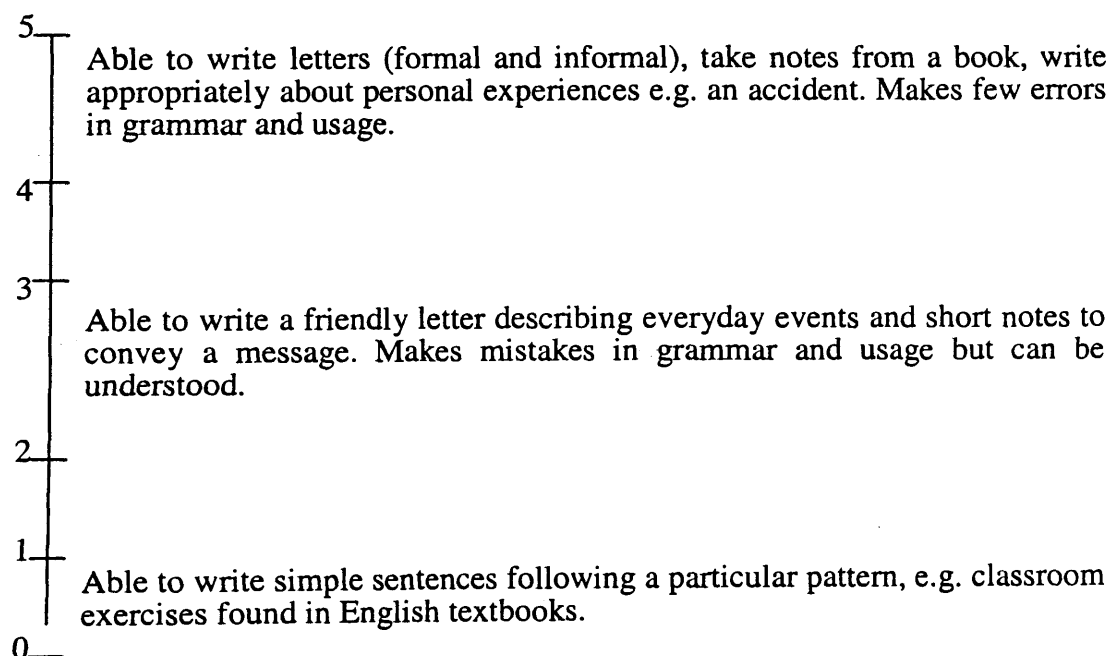 5
Able to write letters (formal and informal), take notes from a book, write
appropriately about personal experiences e.g. an accident. Makes few errors
in grammar and usage.
4
3
Able to write a friendly letter describing everyday events and short notes to
convey a message. Makes mistakes in grammar and usage but can be
understood.
2
1
Able to write simple sentences following a particular pattern, e.g. classroom
exercises found in English textbooks.
0